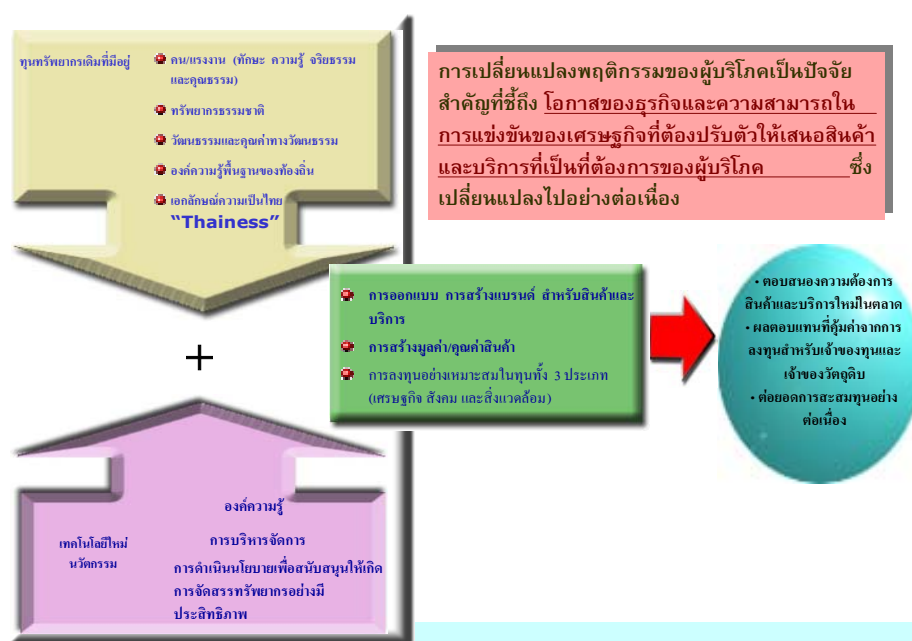 ทุนทรัพยากรเดิมที่มีอยู่
คน/แรงงาน (ทักษะ ความรู้ จริยธรรม
และคุณธรรม)
ทรัพยากรธรรมชาติ
วัฒนธรรมและคุณค่าทางวัฒนธรรม
องค์ความรู้พื้นฐานของท้องถิ่น
เอกลักษณ์ความเป็นไทย
“Thainess”
การเปลี่ยนแปลงพฤติกรรมของผู้บริโภคเป็นปัจจัย
สำคัญที่ชี้ถึง โอกาสของธุรกิจและความสามารถใน
การแข่งขันของเศรษฐกิจที่ต้องปรับตัวให้เสนอสินค้า
และบริการที่เป็นที่ต้องการของผู้บริโภค ซึ่ง
เปลี่ยนแปลงไปอย่างต่อเนื่อง
+
• การออกแบบ การสร้างแบรนด์ สำหรับสินค้าและ
บริการ
การสร้างมูลค่า/คุณค่าสินค้า
การลงทุนอย่างเหมาะสมในทุนทั้ง 3 ประเภท
(เศรษฐกิจ สังคม และสิ่งแวดล้อม)
• ตอบสนองความต้องการ
สินค้าและบริการใหม่ในตลาด
• ผลตอบแทนที่คุ้มค่าจากการ
ลงทุนสำหรับเจ้าของทุนและ
เจ้าของวัตถุดิบ
• ต่อยอดการสะสมทุนอย่าง
ต่อเนื่อง
เทคโนโลยีใหม่
นวัตกรรม
องค์ความรู้
การบริหารจัดการ
การดำเนินนโยบายเพื่อสนับสนุนให้เกิด
การจัดสรรทรัพยากรอย่างมี
ประสิทธิภาพ